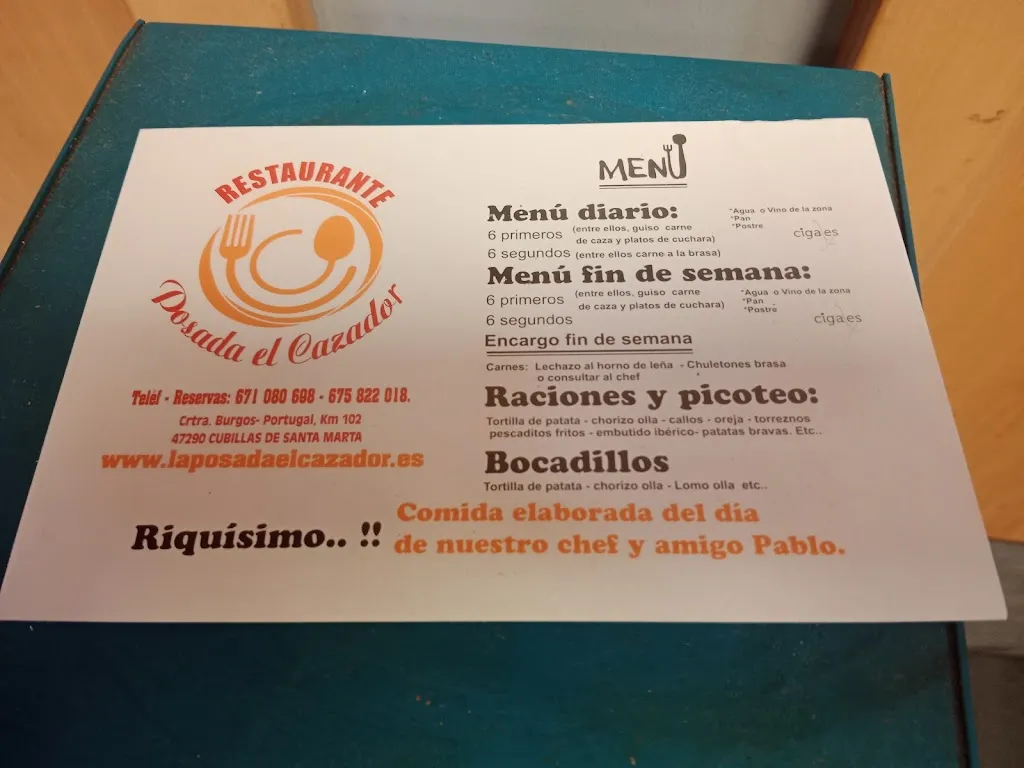 RESTAURANTE
Posada el Cazador
Teléf - Reservas: 671 080 698 - 675 822 018.
Crtra. Burgos- Portugal, Km 102
47290 CUBILLAS DE SANTA MARTA
www.laposadaelcazador.es
MENÚ
Menú diario:
6 primeros (entre ellos, guiso carne
de caza y platos de cuchara)
6 segundos (entre ellos carne a la brasa)
*Agua o Vino de la zona
*Pan
*Postre
cigales
Menú fin de semana:
6 primeros (entre ellos, guiso carne
de caza y platos de cuchara)
6 segundos
*Agua o Vino de la zona
*Pan
*Postre
cigales
Encargo fin de semana
Carnes: Lechazo al horno de leña - Chuletones brasa
o consultar al chef
Raciones y picoteo:
Tortilla de patata - chorizo olla - callos - oreja - torreznos
pescaditos fritos - embutido ibérico- patatas bravas. Etc..
Bocadillos
Tortilla de patata - chorizo olla - Lomo olla etc..
Riquísimo.. !!
Comida elaborada del día
de nuestro chef y amigo Pablo.